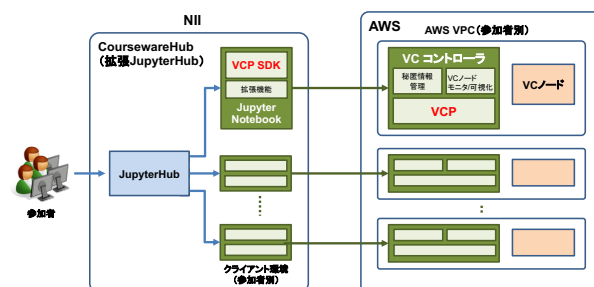 NII
CoursewareHub
(拡張JupyterHub)
VCP SDK
拡張機能
Jupyter
Notebook
JupyterHub
参加者
クライアント環境
(参加者別)
AWS
AWS VPC(参加者別)
VC コントローラ
秘匿情報
管理
VCノード
モニタ/可視化
VCP
VCノード